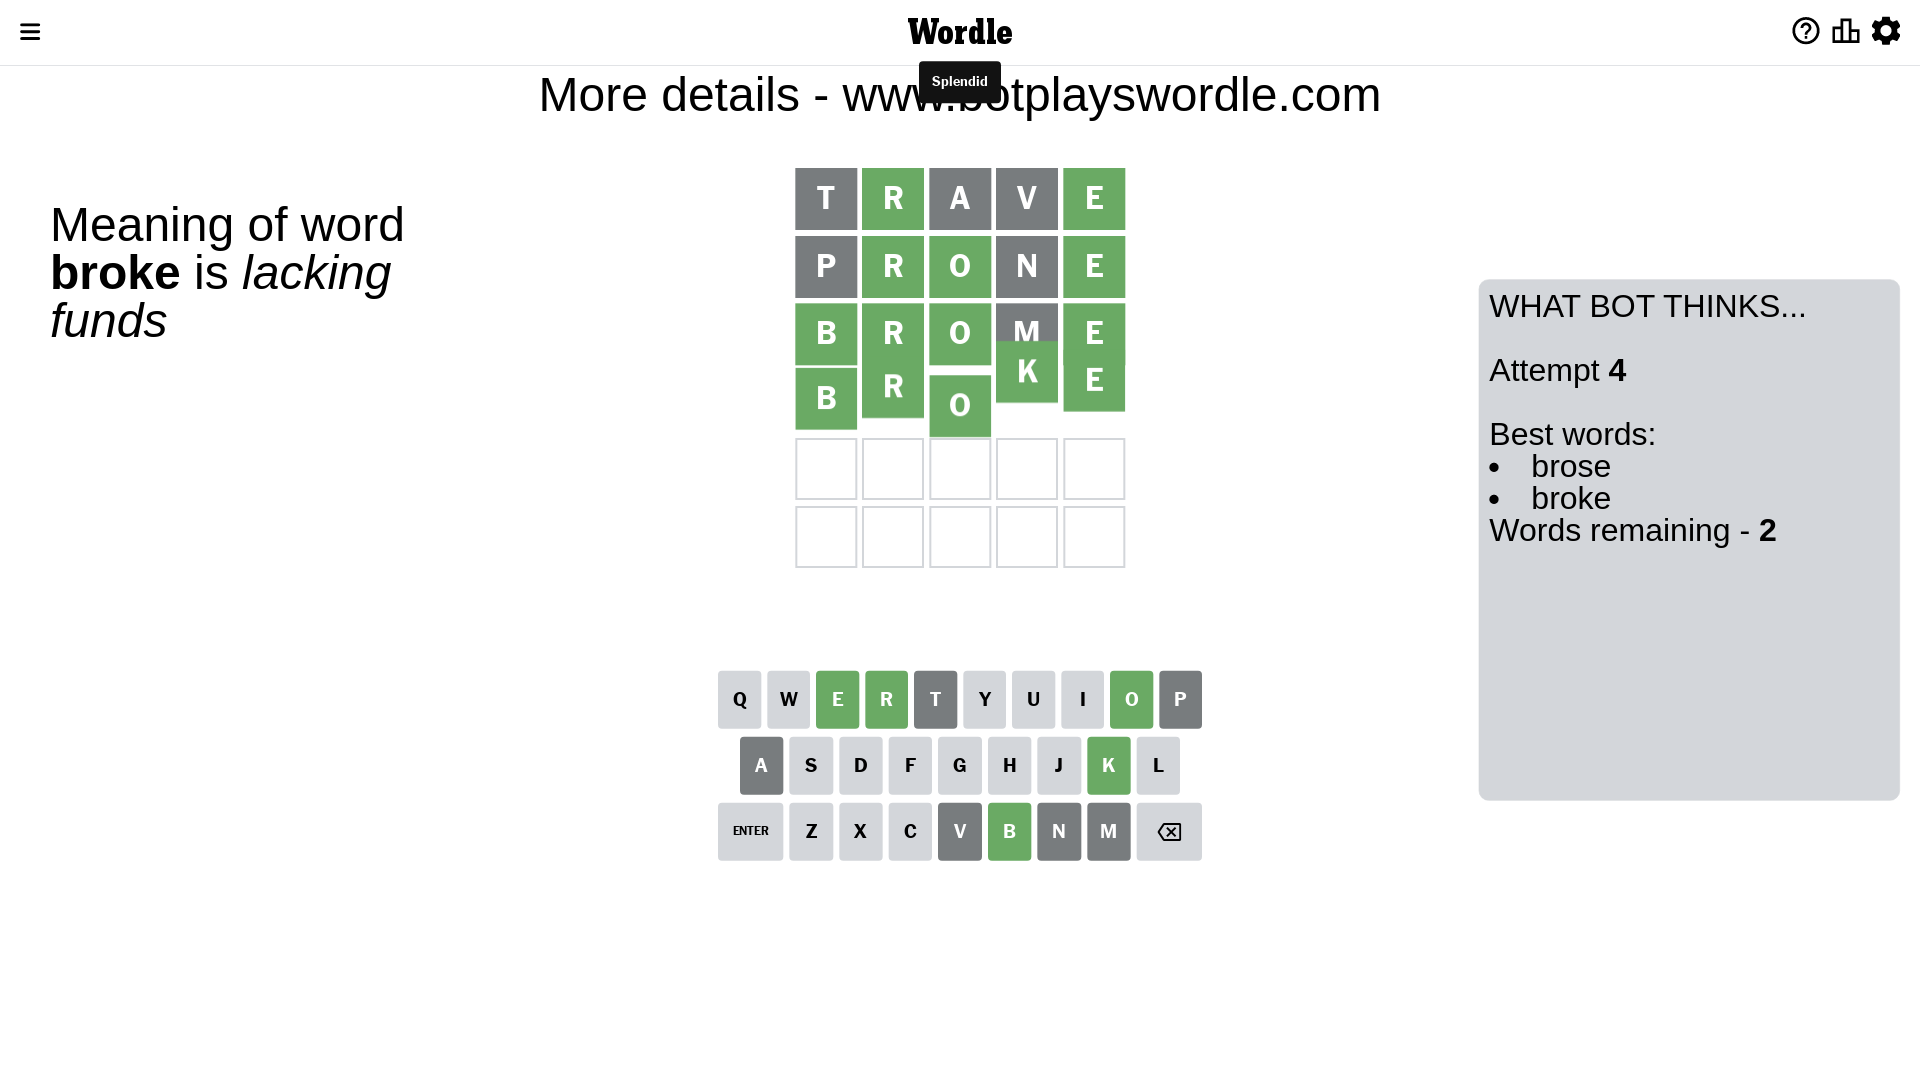 Wordle
Splendid
More details - www.botplayswordle.com
Meaning of word
broke is lacking
funds
T R A V E
P R O N E
B R O M E
B R O K E
WHAT BOT THINKS...
Attempt 4
Best words:
• brose
• broke
Words remaining - 2
Q W E R T Y U I O P
A S D F G H J K L
ENTER Z X C V B N M